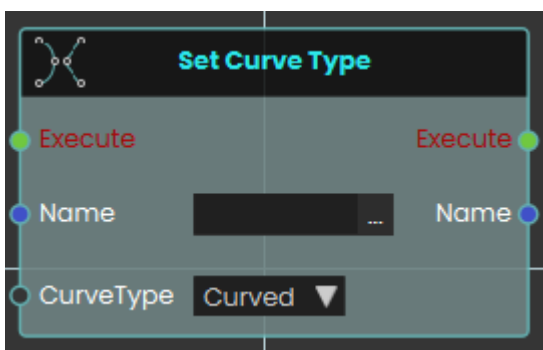 Set Curve Type
Execute Execute
Name ... Name
CurveType Curved